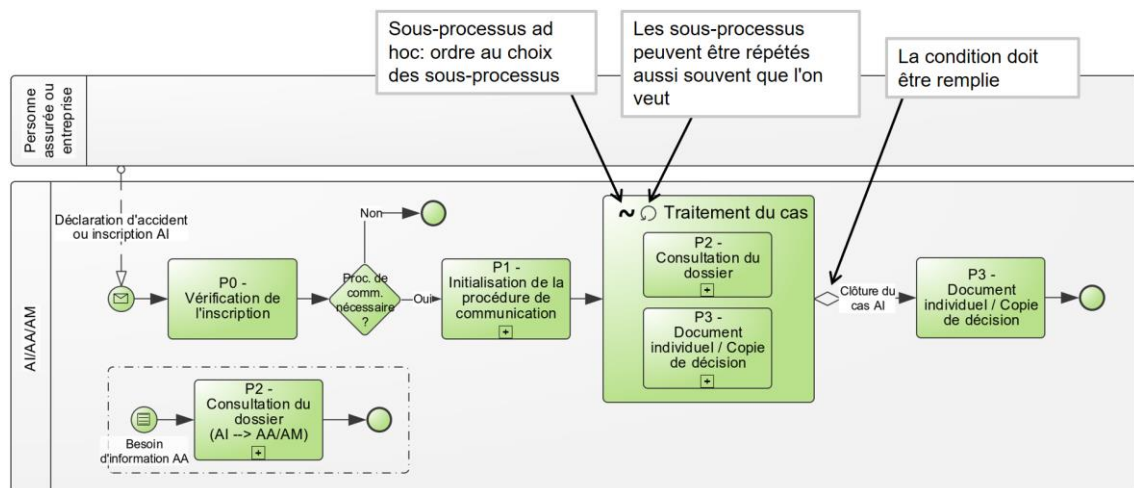 Sous-processus ad
hoc: ordre au choix
des sous-processus
Les sous-processus
peuvent être répétés
aussi souvent que l'on
veut
La condition doit
être remplie
Personne
assurée ou
entreprise
AI/AA/AM
Déclaration d'accident
ou inscription AI
P0 -
Vérification de
l'inscription
Non
Proc. de
comm.
nécessaire
?
Oui
P1 -
Initialisation de la
procédure de
communication
Traitement du cas
P2 -
Consultation du
dossier
P3 -
Document
individuel / Copie
de décision
Clôture du
cas AI
P3 -
Document
individuel / Copie
de décision
Besoin
d'information AA
P2 -
Consultation du
dossier
(AI --> AA/AM)